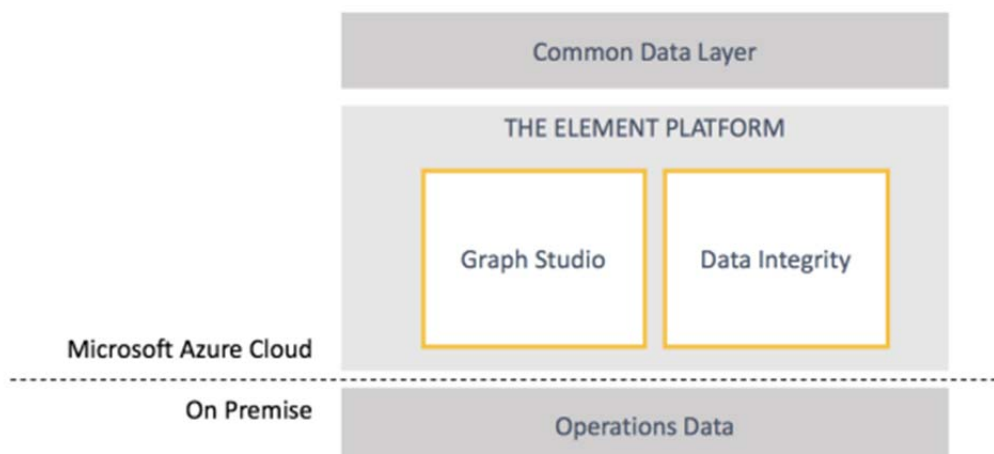 Common Data Layer
THE ELEMENT PLATFORM
Graph Studio
Data Integrity
Microsoft Azure Cloud
On Premise
Operations Data